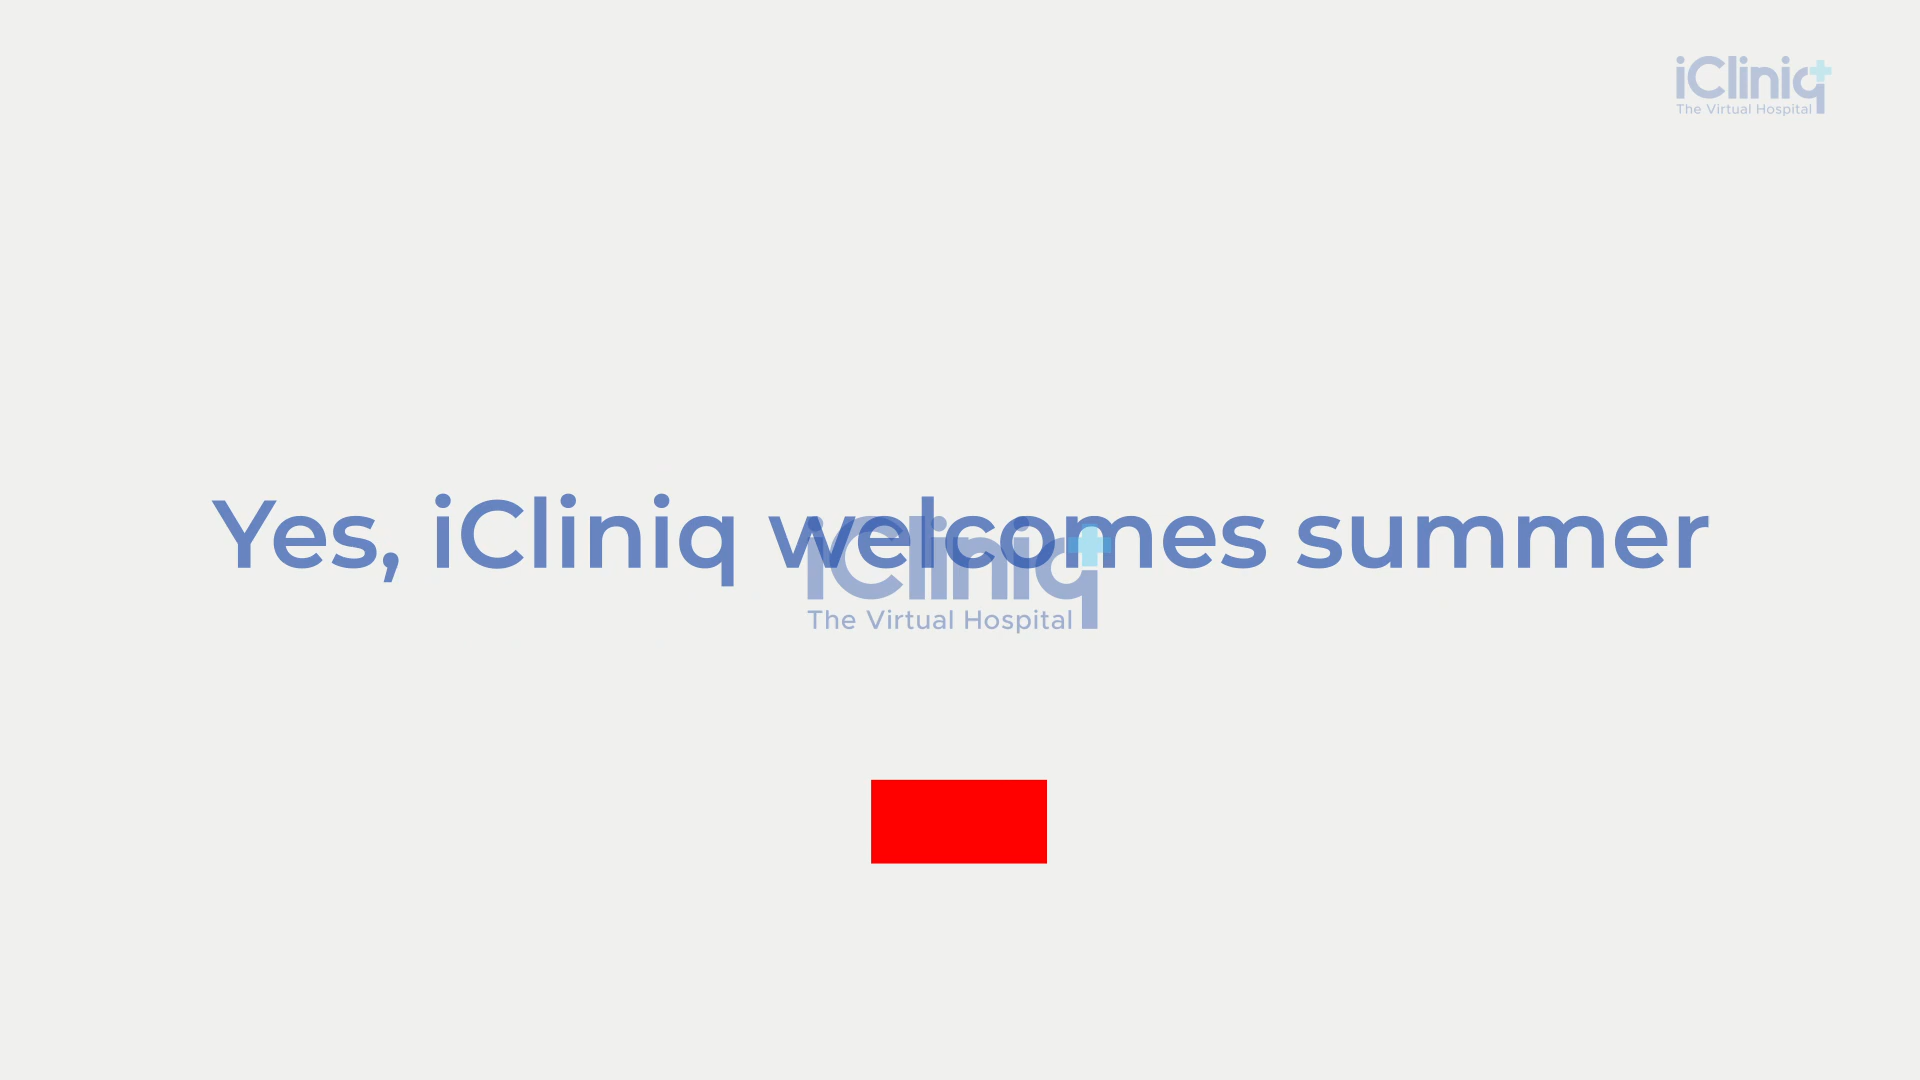 iCliniq
The Virtual Hospital
Yes, iCliniq welcomes summer
iCliniq
The Virtual Hospital